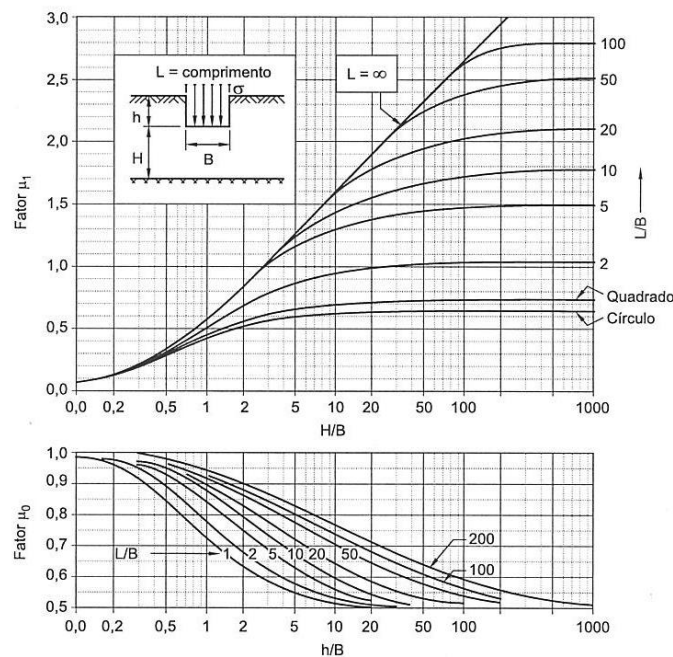 3,0
2,5
2,0
1,5
1,0
0,5
0,0
Fator μ₁
L = comprimento
σ
h
H
B
L = ∞
100
50
20
10
5
2
L/B
Quadrado
Círculo
0,0 0,2 0,5 1 2 5 10 20 50 100 1000
H/B
1,0
0,9
0,8
0,7
0,6
0,5
Fator μ₀
L/B 1 2 5 10 20 50
200
100
0,0 0,2 0,5 1 2 5 10 20 50 100 1000
h/B